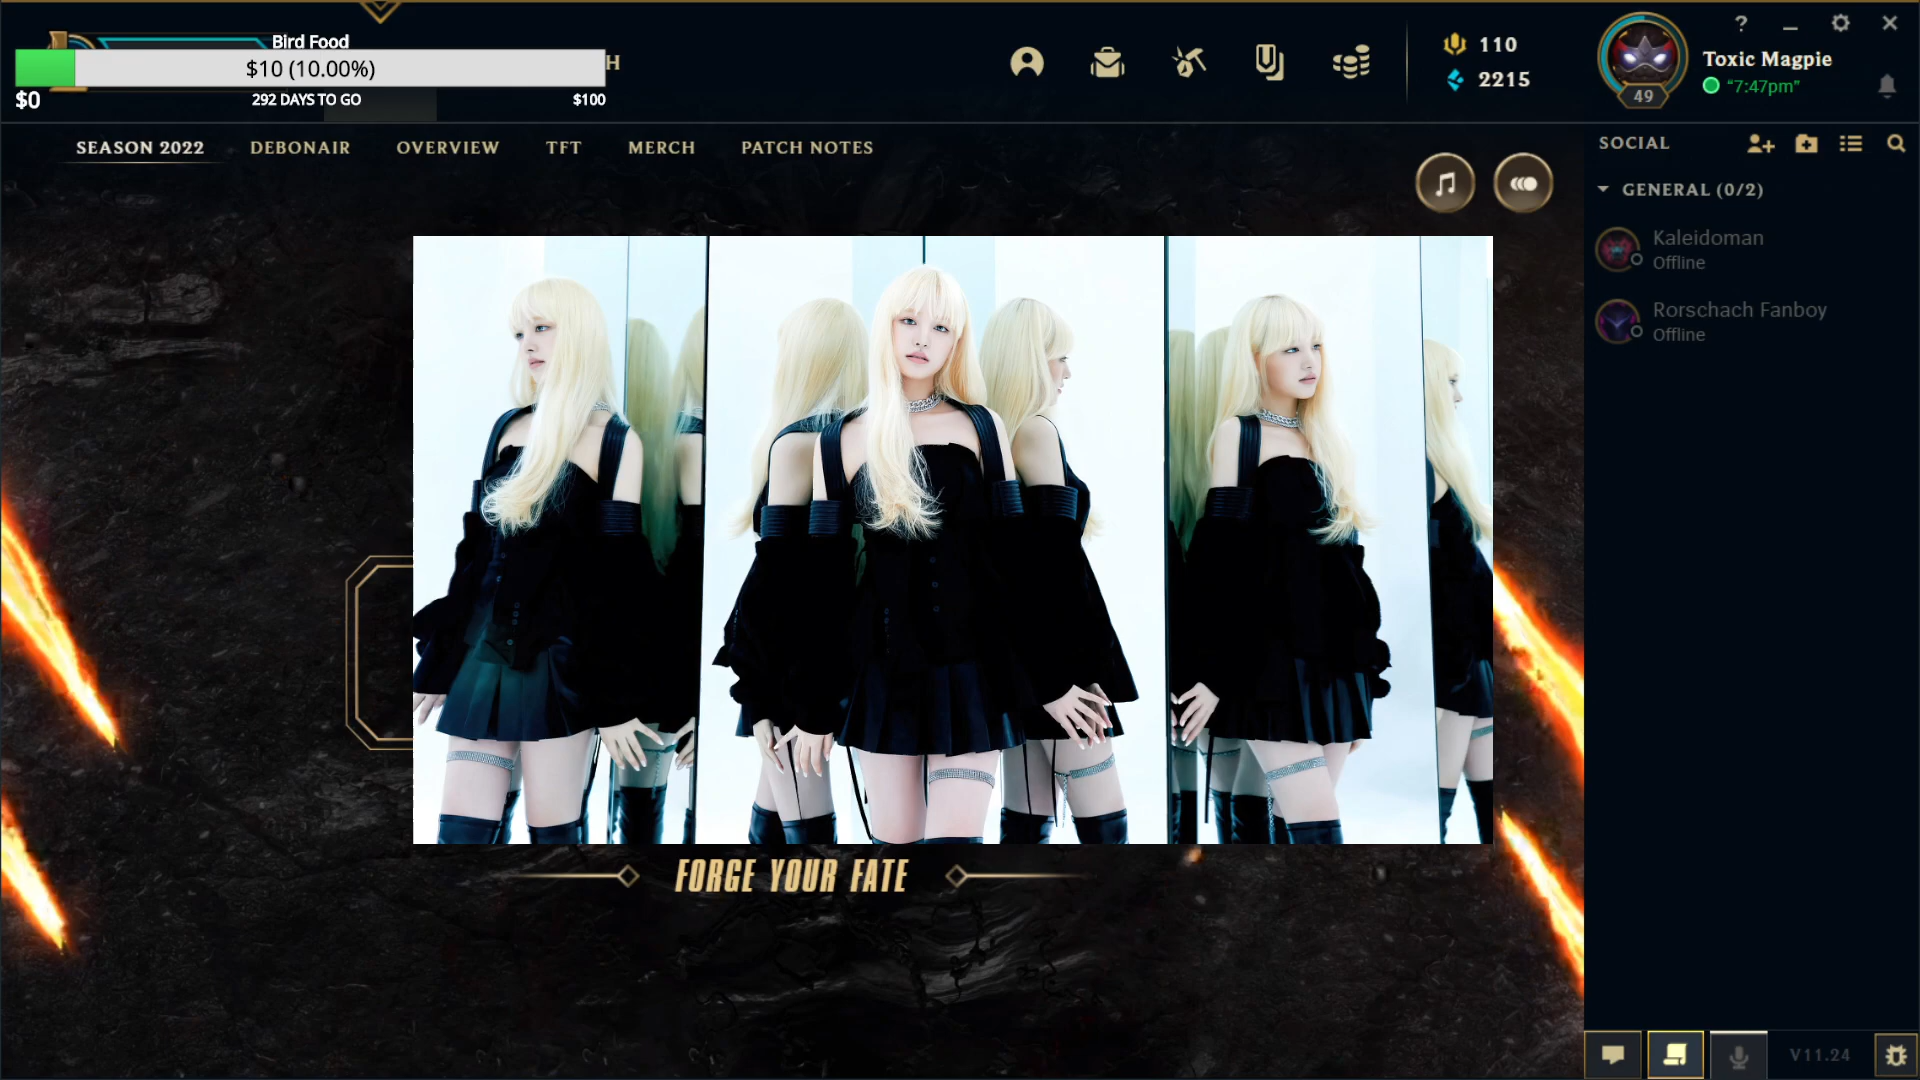 Bird Food
$10 (10.00%)
H
$0
292 DAYS TO GO
$100
110
2215
?
49
Toxic Magpie
"7:47pm"
SEASON 2022
DEBONAIR
OVERVIEW
TFT
MERCH
PATCH NOTES
SOCIAL
GENERAL (0/2)
Kaleidoman
Offline
Rorschach Fanboy
Offline
FORGE YOUR FATE
V11.24